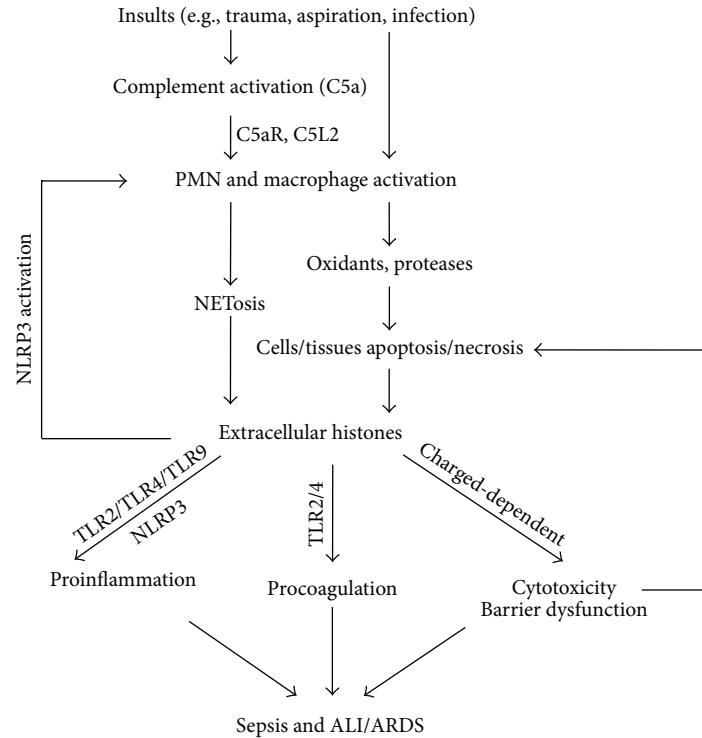 Insults (e.g., trauma, aspiration, infection)
Complement activation (C5a)
C5aR, C5L2
PMN and macrophage activation
Oxidants, proteases
NLRP3 activation
NETosis
Cells/tissues apoptosis/necrosis
Extracellular histones
TLR2/TLR4/TLR9
NLRP3
TLR2/4
Charged-dependent
Proinflammation
Procoagulation
Cytotoxicity
Barrier dysfunction
Sepsis and ALI/ARDS